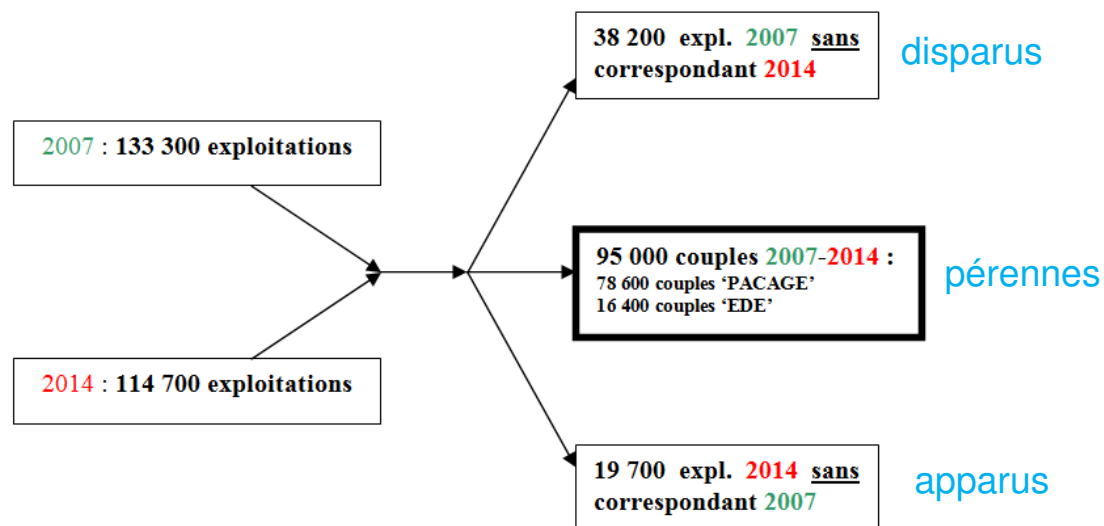 38 200 expl. 2007 sans
correspondant 2014
disparus
2007 : 133 300 exploitations
95 000 couples 2007-2014 :
78 600 couples ‘PACAGE’
16 400 couples ‘EDE’
pérennes
2014 : 114 700 exploitations
19 700 expl. 2014 sans
correspondant 2007
apparus